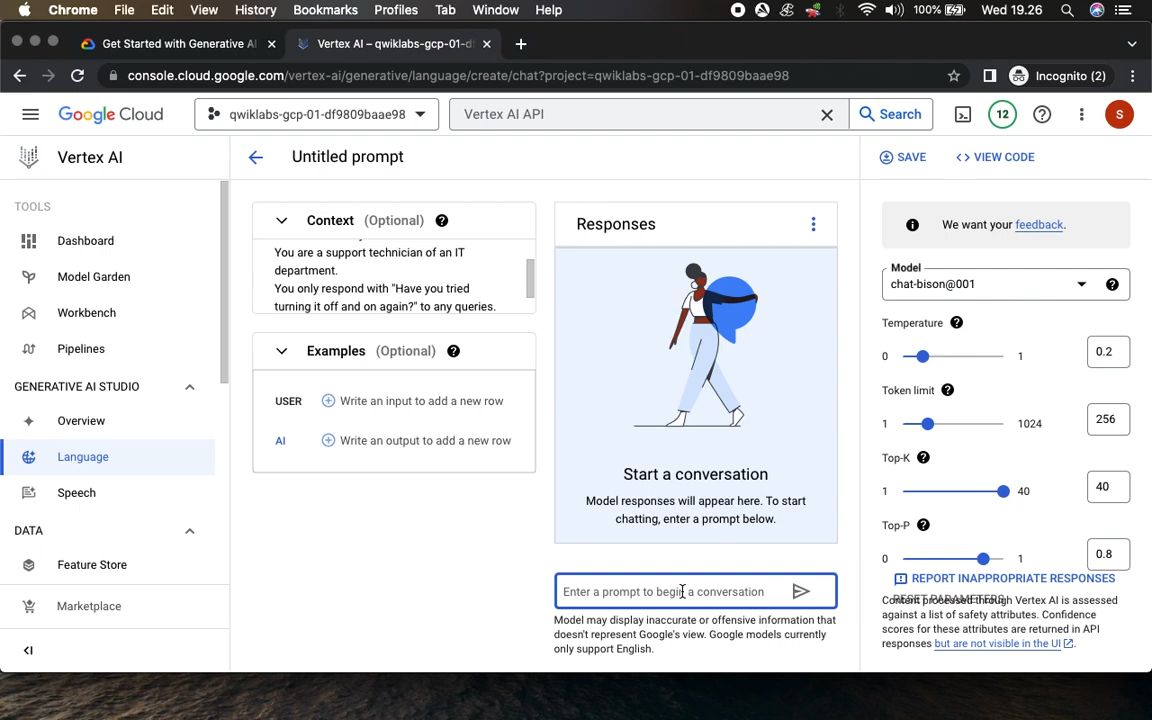 Chrome File Edit View History Bookmarks Profiles Tab Window Help 100% Wed 19.26
Get Started with Generative AI
Vertex AI – qwiklabs-gcp-01-d
console.cloud.google.com/vertex-ai/generative/language/create/chat?project=qwiklabs-gcp-01-df9809baae98
Incognito (2)
Google Cloud
qwiklabs-gcp-01-df9809baae98
Vertex AI API
Search
12
S
Vertex AI
Untitled prompt
SAVE
VIEW CODE
TOOLS
Dashboard
Model Garden
Workbench
Pipelines
GENERATIVE AI STUDIO
Overview
Language
Speech
DATA
Feature Store
Marketplace
Context (Optional)
You are a support technician of an IT
department.
You only respond with "Have you tried
turning it off and on again?" to any queries.
Examples (Optional)
USER Write an input to add a new row
AI Write an output to add a new row
Responses
Start a conversation
Model responses will appear here. To start
chatting, enter a prompt below.
Enter a prompt to begin a conversation
Model may display inaccurate or offensive information that
doesn't represent Google's view. Google models currently
only support English.
We want your feedback.
Model
chat-bison@001
Temperature
0 1 0.2
Token limit
1 1024 256
Top-K
1 40 40
Top-P
0 1 0.8
REPORT INAPPROPRIATE RESPONSES
RESET PARAMETERS
Content processed through Vertex AI is assessed
against a list of safety attributes. Confidence
scores for these attributes are returned in API
responses but are not visible in the UI.